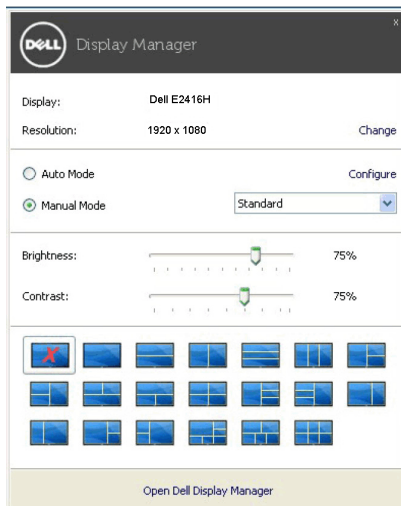 x
DELL Display Manager
Display: Dell E2416H
Resolution: 1920 x 1080 Change
Auto Mode Configure
Manual Mode Standard
Brightness: 75%
Contrast: 75%
Open Dell Display Manager